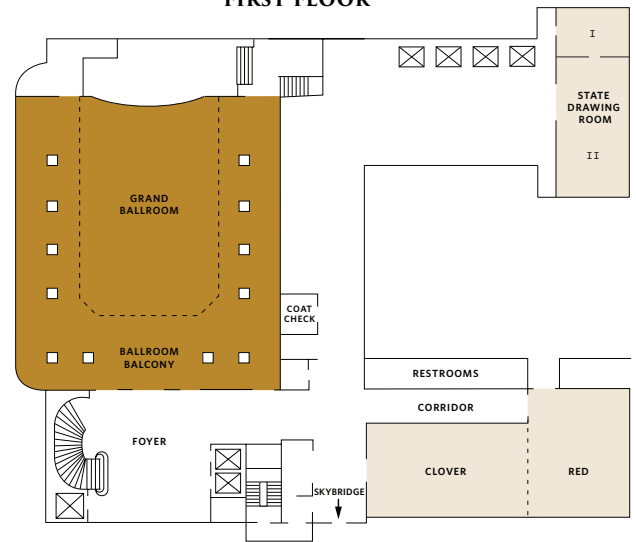 FIRST FLOOR
I
STATE
DRAWING
ROOM
II
GRAND
BALLROOM
COAT
CHECK
BALLROOM
BALCONY
RESTROOMS
CORRIDOR
FOYER
CLOVER
RED
SKYBRIDGE